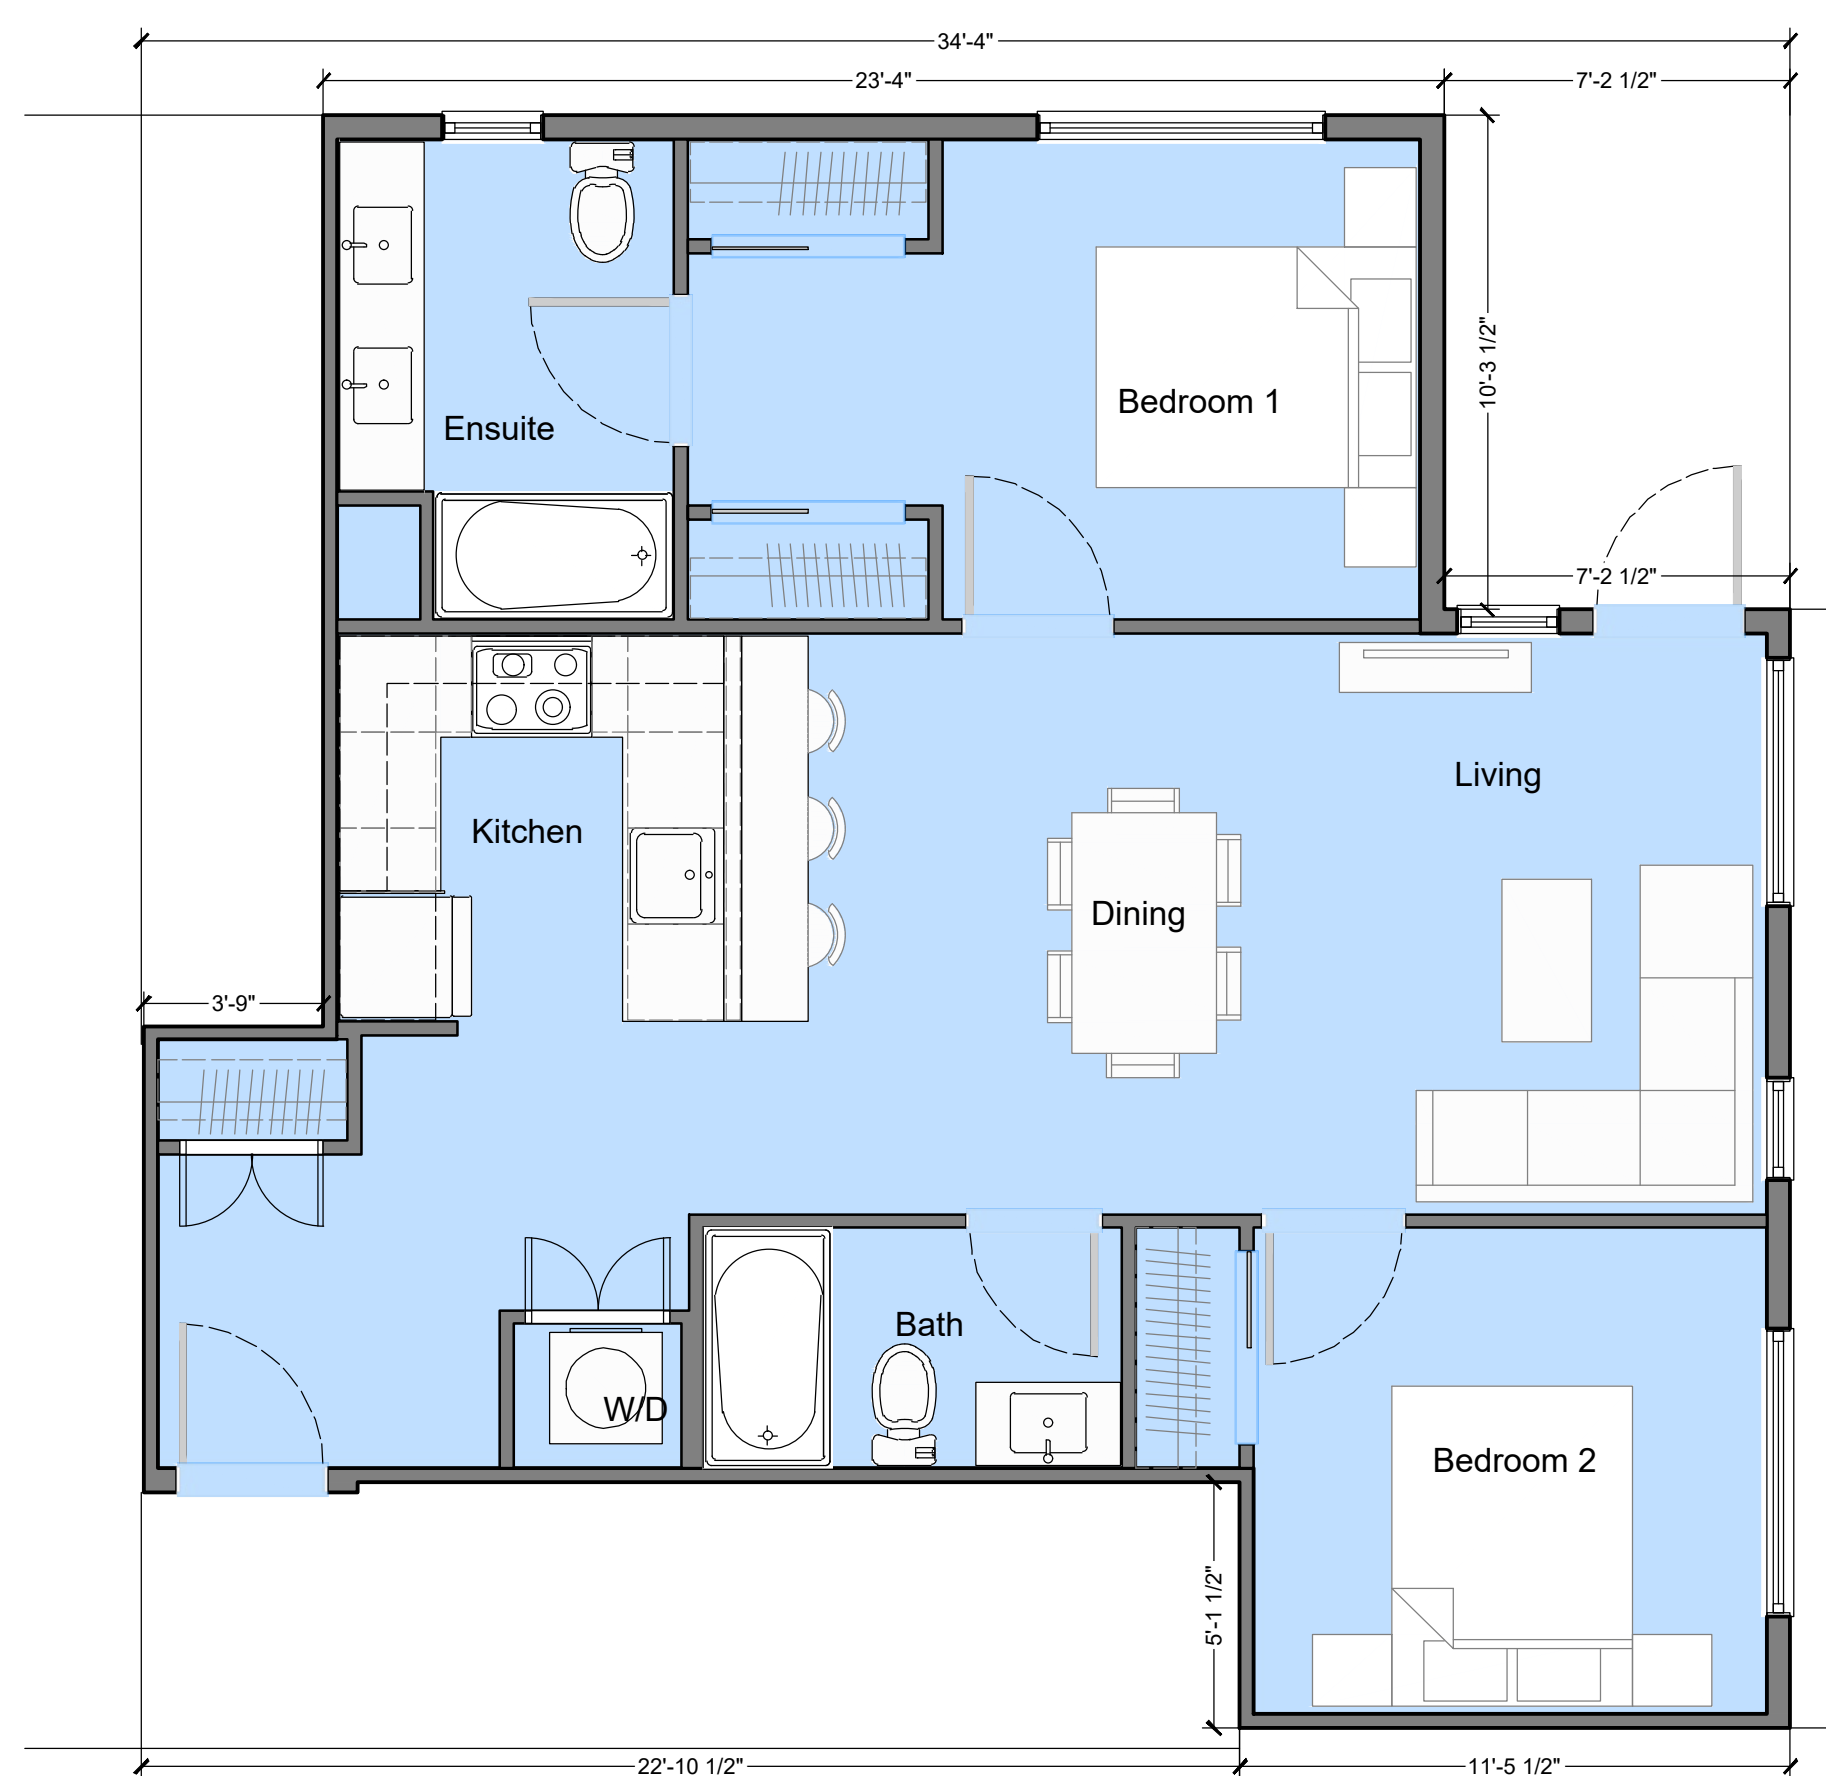 34'-4"
23'-4"
7'-2 1/2"
10'-3 1/2"
Bedroom 1
Ensuite
7'-2 1/2"
Living
Kitchen
Dining
3'-9"
Bath
W/D
Bedroom 2
5'-1 1/2"
22'-10 1/2"
11'-5 1/2"